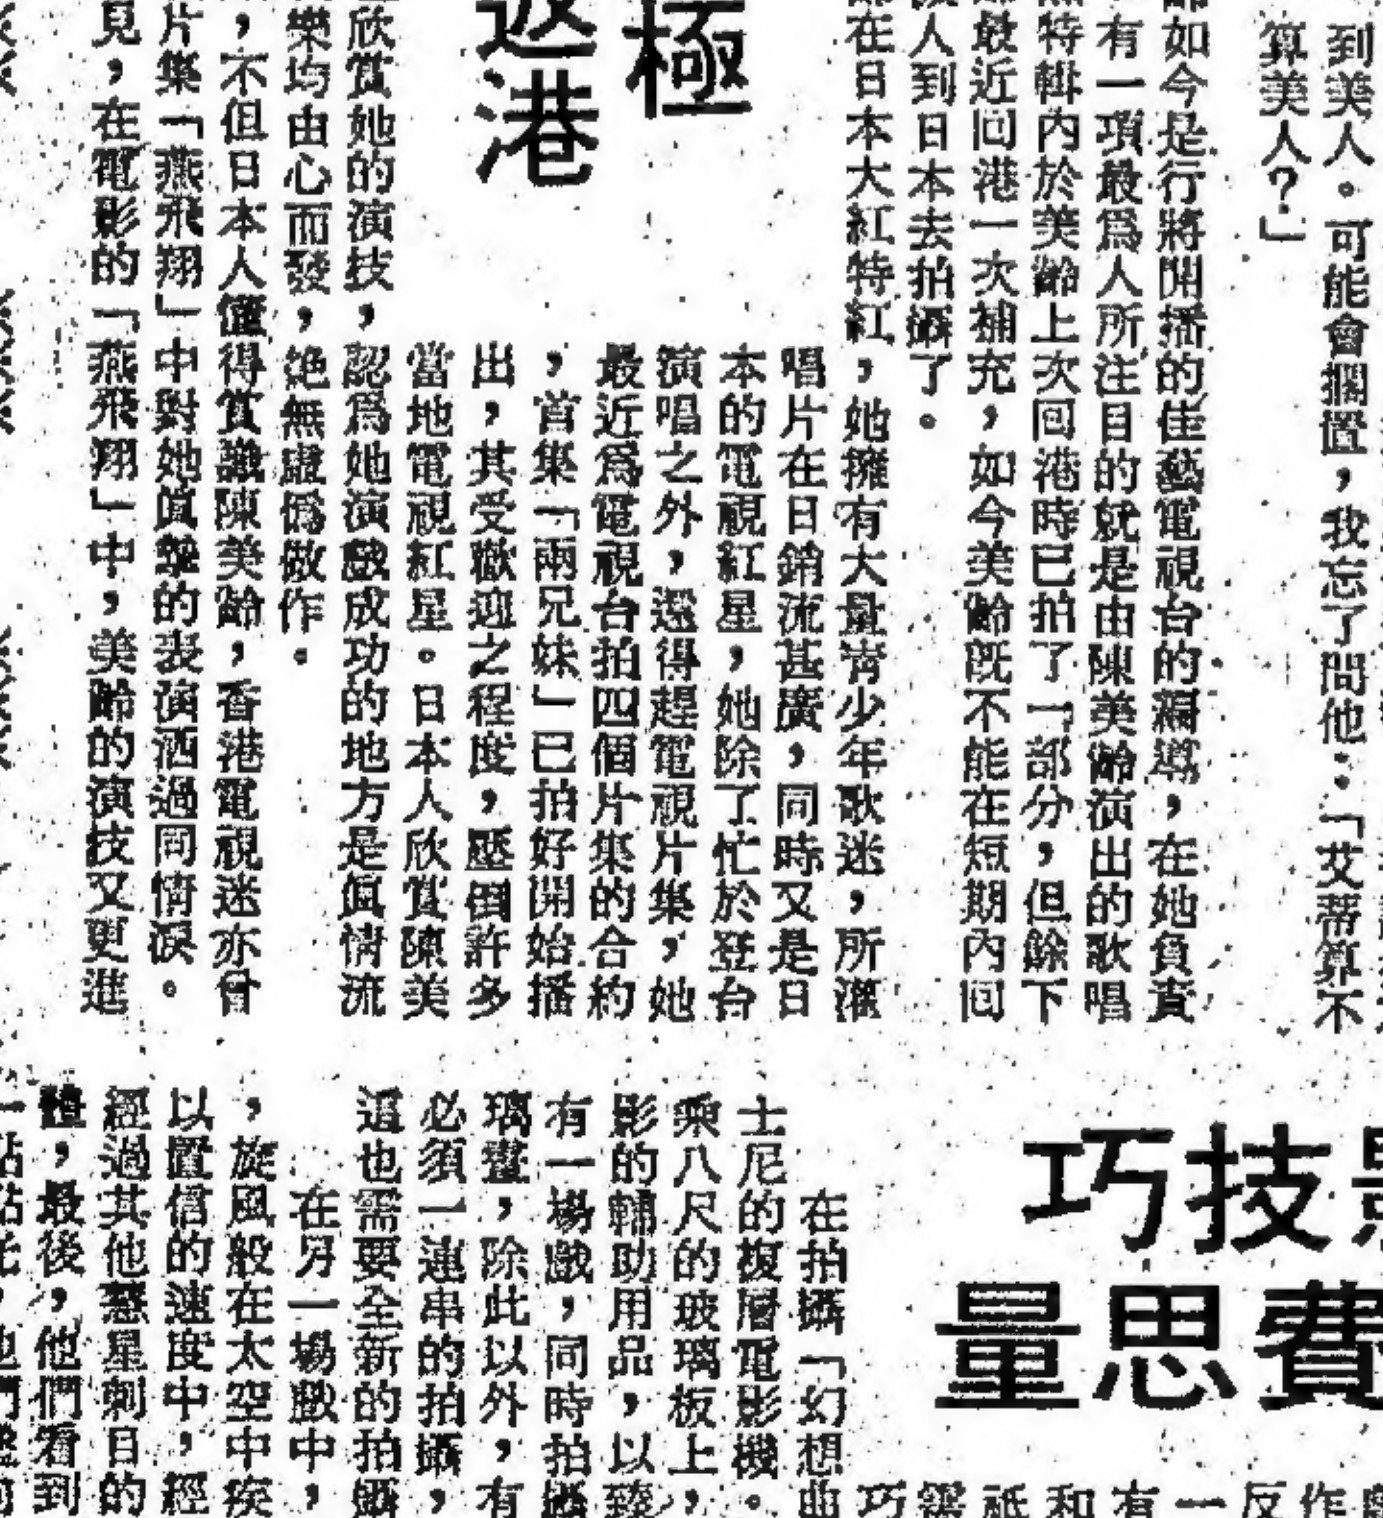 到美人。可能會擱置，我忘了問他：「艾蒂算不
算美人？」
如今是行將開播的佳藝電視台的編導，在她負責
有一項最爲人所注目的就是由陳美齡演出的歌唱
特輯內於美齡上次回港時已拍了一部分，但餘下
最近回港一次補充，如今美齡既不能在短期內回
人到日本去拍攝了。
在日本大紅特紅，她擁有大量靑少年歌迷，所灌
唱片在日銷流甚廣，同時又是日
本的電視紅星，她除了忙於登台
演唱之外，還得趕電視片集，她
最近爲電視台拍四個片集的合約
，首集「兩兄妹」已拍好開始播
出，其受歡迎之程度，壓倒許多
當地電視紅星。日本人欣賞陳美
極
返港
欣賞她的演技，認爲她演戲成功的地方是眞情流
樂均由心而發，絶無虛僞做作。
，不但日本人懂得賞識陳美齡，香港電視迷亦曾
片集「燕飛翔」中對她眞摯的表演洒過同情淚。
見，在電影的「燕飛翔」中，美齡的演技又更進
技巧
費思量
在拍攝「幻想曲
士尼的複層電影機。
乘八尺的玻璃板上，
影的輔助用品，以臻
有一場戲，同時拍攝
璃畫，除此以外，有
必須一連串的拍攝，
這也需要全新的拍攝
在另一場戲中，
，旋風般在太空中疾
以置信的速度中，經
經過其他慧星刺目的
體，最後，他們看到
作
反
一
有
和
祇
需
巧